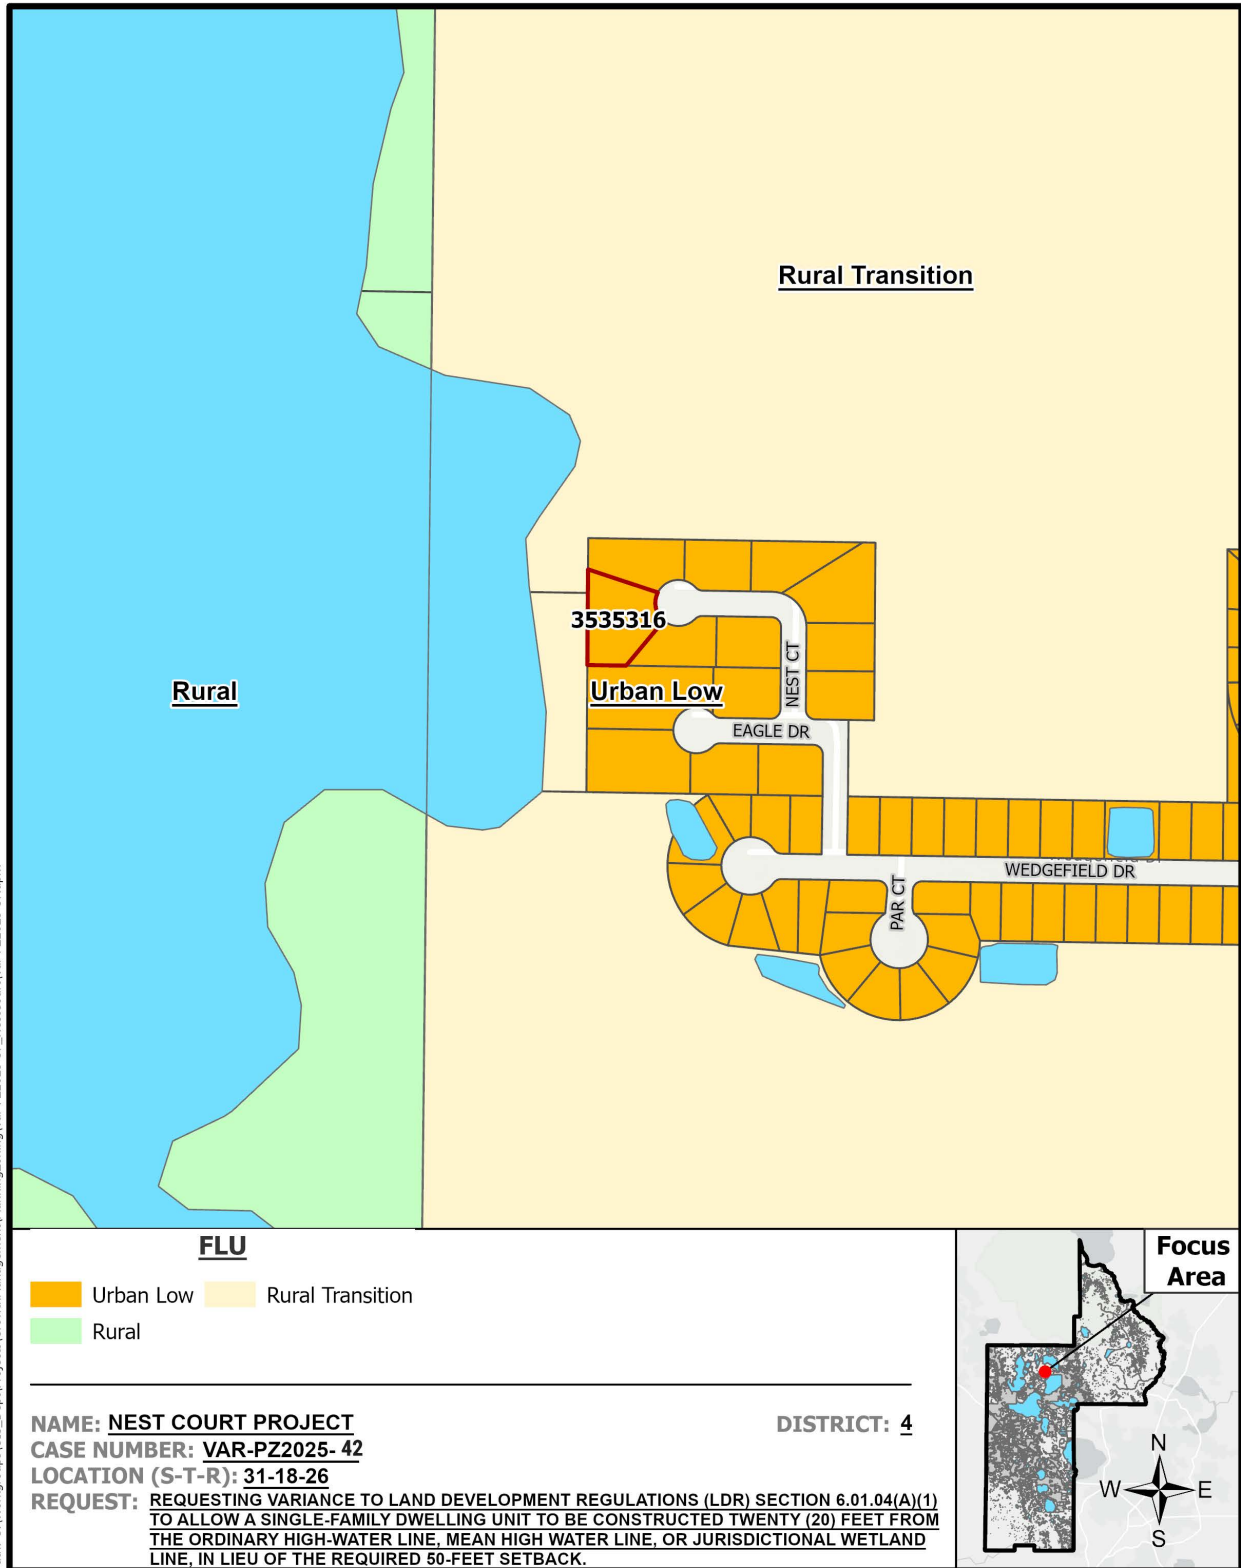 Rural Transition
3535316
Rural
Urban Low
NEST CT
EAGLE DR
WEDGEFIELD DR
PAR CT
FLU
Urban Low
Rural Transition
Rural
Focus
Area
NAME: NEST COURT PROJECT
DISTRICT: 4
CASE NUMBER: VAR-PZ2025-42
LOCATION (S-T-R): 31-18-26
REQUEST: REQUESTING VARIANCE TO LAND DEVELOPMENT REGULATIONS (LDR) SECTION 6.01.04(A)(1)
TO ALLOW A SINGLE-FAMILY DWELLING UNIT TO BE CONSTRUCTED TWENTY (20) FEET FROM
THE ORDINARY HIGH-WATER LINE, MEAN HIGH WATER LINE, OR JURISDICTIONAL WETLAND
LINE, IN LIEU OF THE REQUIRED 50-FEET SETBACK.
N
W E
S